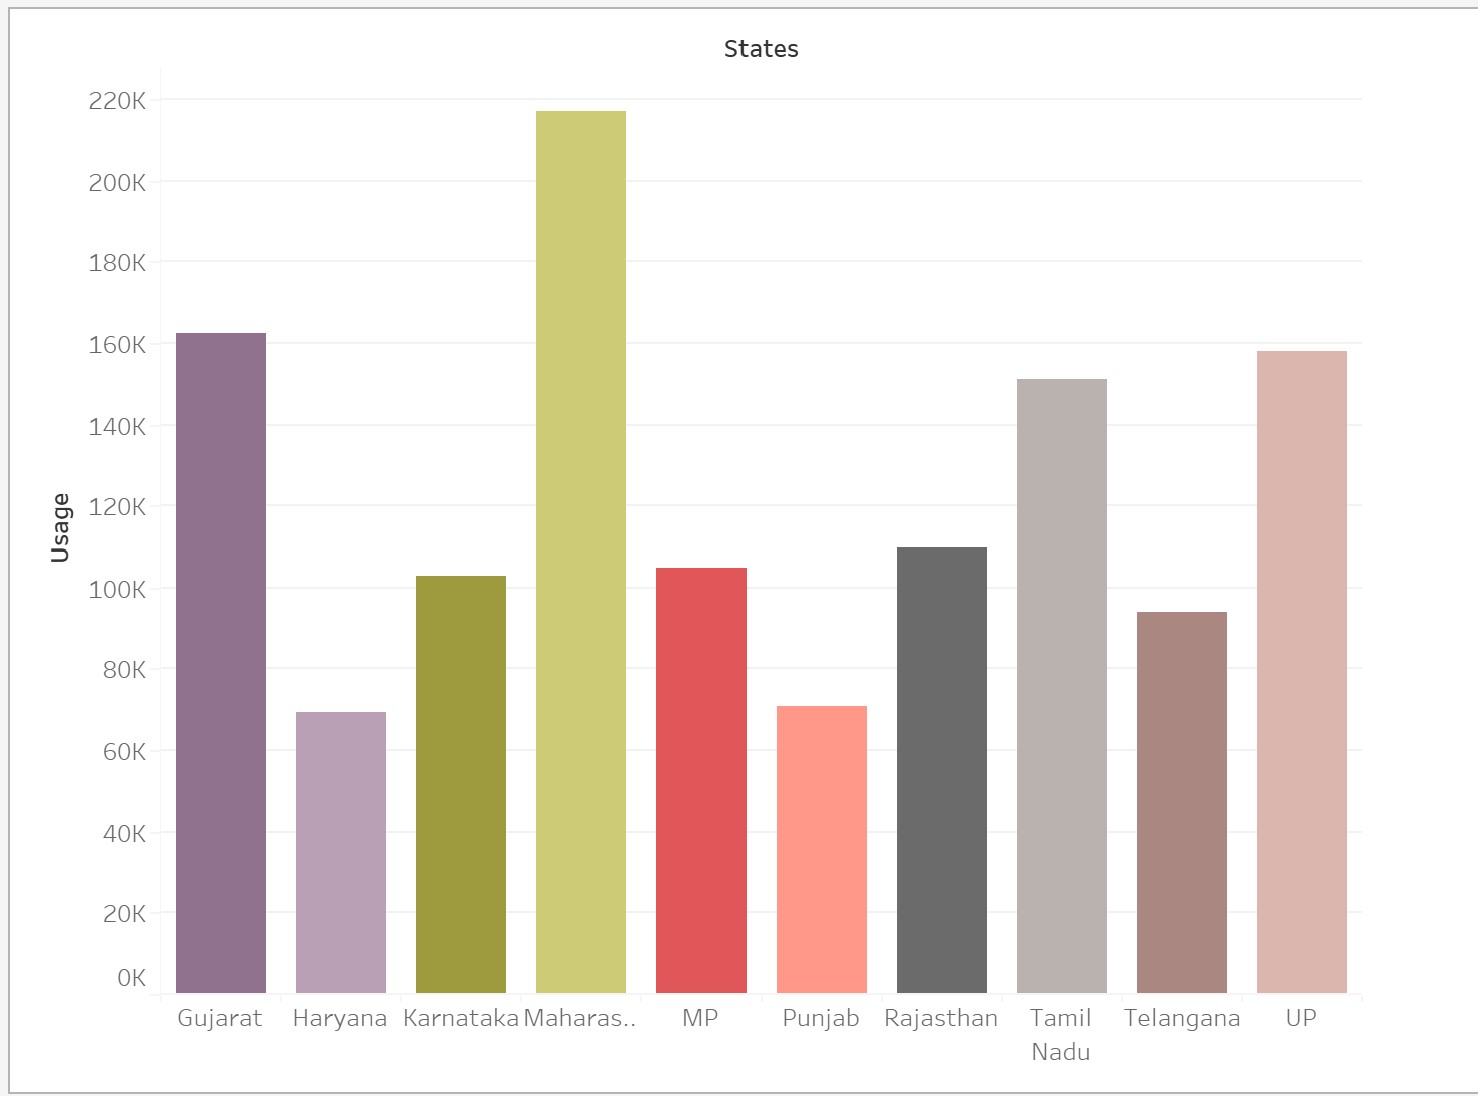 States
220K
200K
180K
160K
140K
120K
100K
80K
60K
40K
20K
0K
Usage
Gujarat Haryana Karnataka Maharas.. MP Punjab Rajasthan Tamil Telangana UP
Nadu